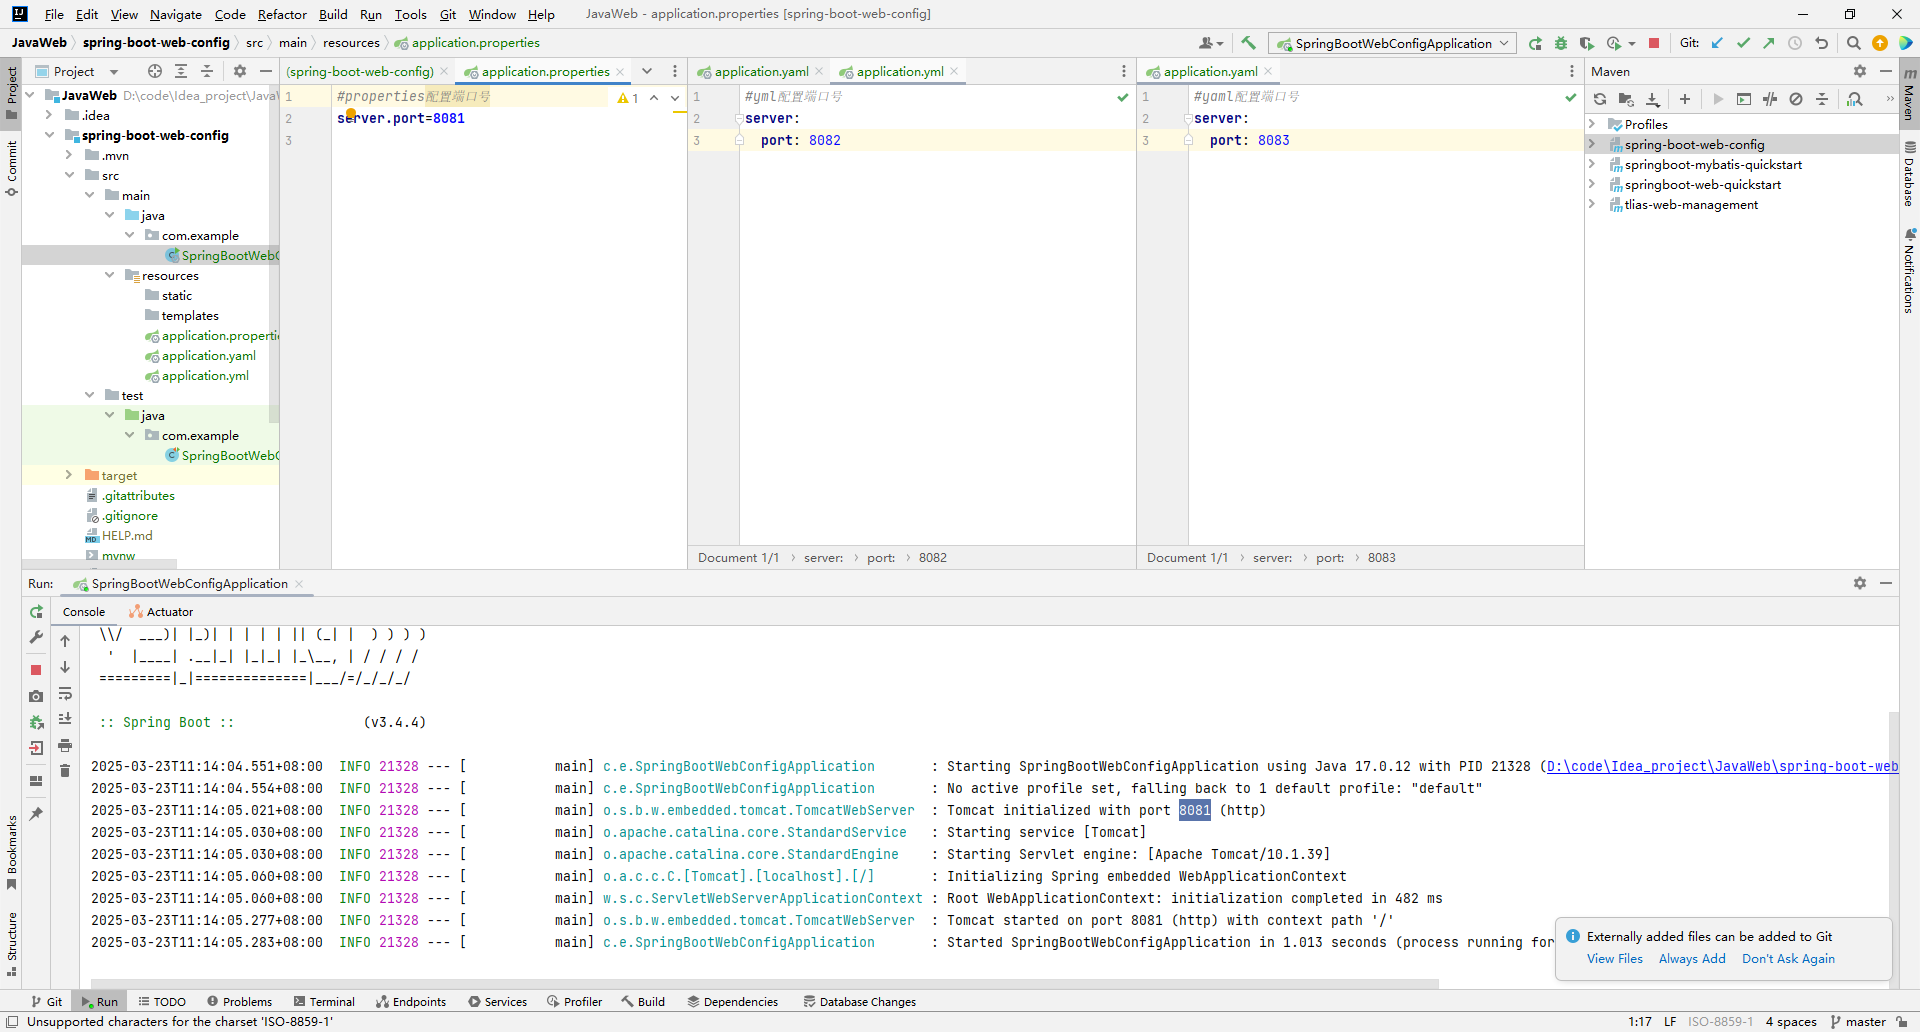 File Edit View Navigate Code Refactor Build Run Tools Git Window Help JavaWeb - application.properties [spring-boot-web-config]
JavaWeb spring-boot-web-config src main resources application.properties SpringBootWebConfigApplication Git:
Project (spring-boot-web-config) application.properties application.yaml application.yml application.yaml Maven
JavaWeb D:\code\Idea_project\Java\
.idea
spring-boot-web-config
.mvn
src
main
java
com.example
SpringBootWebC
resources
static
templates
application.properti
application.yaml
application.yml
test
java
com.example
SpringBootWebC
target
.gitattributes
.gitignore
HELP.md
mvnw
1 #properties配置端口号 1
2 server.port=8081
3
1 #yml配置端口号
2 server:
3 port: 8082
Document 1/1 server: port: 8082
1 #yaml配置端口号
2 server:
3 port: 8083
Document 1/1 server: port: 8083
Profiles
spring-boot-web-config
springboot-mybatis-quickstart
springboot-web-quickstart
tlias-web-management
Project
Commit
Bookmarks
Structure
Maven
Database
Notifications
Run: SpringBootWebConfigApplication
Console Actuator
\\/  ___)| |_)| | | | | || (_| |  ) ) ) )
'  |____| .__|_| |_|_| |_\__, | / / / /
=========|_|==============|___/=/_/_/_/
:: Spring Boot :: (v3.4.4)
2025-03-23T11:14:04.551+08:00 INFO 21328 --- [ main] c.e.SpringBootWebConfigApplication : Starting SpringBootWebConfigApplication using Java 17.0.12 with PID 21328 (D:\code\Idea_project\JavaWeb\spring-boot-web
2025-03-23T11:14:04.554+08:00 INFO 21328 --- [ main] c.e.SpringBootWebConfigApplication : No active profile set, falling back to 1 default profile: "default"
2025-03-23T11:14:05.021+08:00 INFO 21328 --- [ main] o.s.b.w.embedded.tomcat.TomcatWebServer : Tomcat initialized with port 8081 (http)
2025-03-23T11:14:05.030+08:00 INFO 21328 --- [ main] o.apache.catalina.core.StandardService : Starting service [Tomcat]
2025-03-23T11:14:05.030+08:00 INFO 21328 --- [ main] o.apache.catalina.core.StandardEngine : Starting Servlet engine: [Apache Tomcat/10.1.39]
2025-03-23T11:14:05.060+08:00 INFO 21328 --- [ main] o.a.c.c.C.[Tomcat].[localhost].[/] : Initializing Spring embedded WebApplicationContext
2025-03-23T11:14:05.060+08:00 INFO 21328 --- [ main] w.s.c.ServletWebServerApplicationContext : Root WebApplicationContext: initialization completed in 482 ms
2025-03-23T11:14:05.277+08:00 INFO 21328 --- [ main] o.s.b.w.embedded.tomcat.TomcatWebServer : Tomcat started on port 8081 (http) with context path '/'
2025-03-23T11:14:05.283+08:00 INFO 21328 --- [ main] c.e.SpringBootWebConfigApplication : Started SpringBootWebConfigApplication in 1.013 seconds (process running for
Externally added files can be added to Git
View Files Always Add Don't Ask Again
Git Run TODO Problems Terminal Endpoints Services Profiler Build Dependencies Database Changes
Unsupported characters for the charset 'ISO-8859-1' 1:17 LF ISO-8859-1 4 spaces master